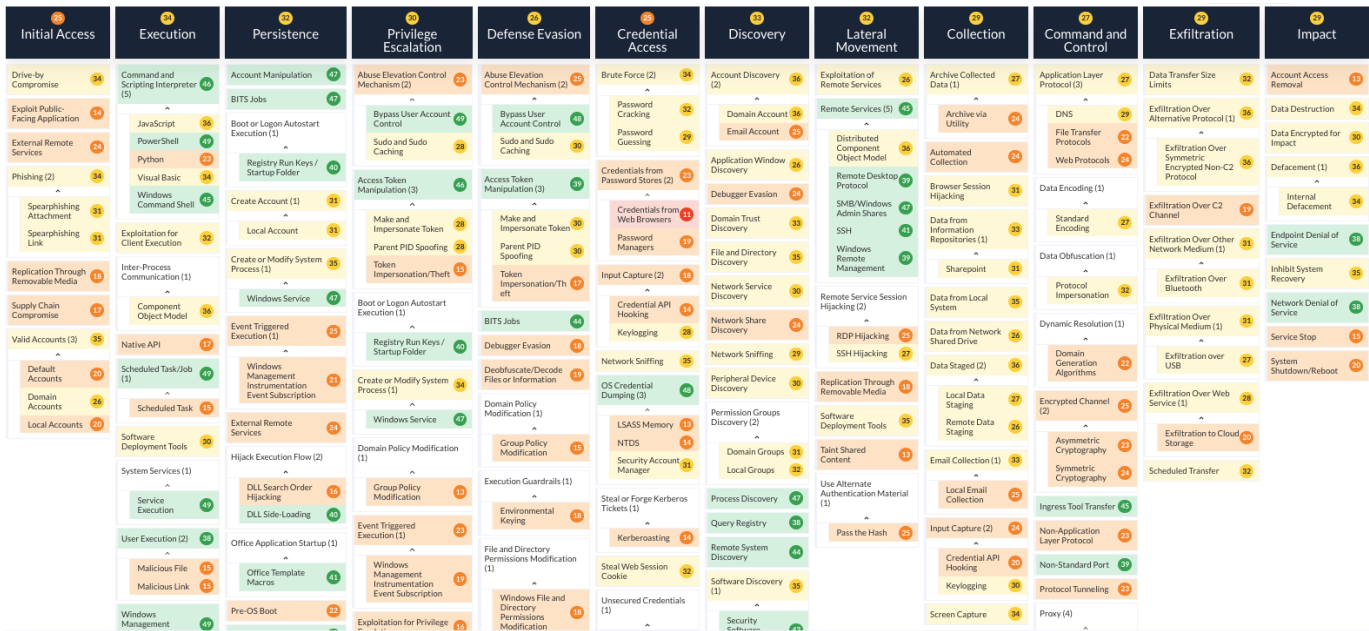 25
Initial Access
Drive-by
Compromise 34
Exploit Public-
Facing Application 14
External Remote
Services 24
Phishing (2) 34
Spearphishing
Attachment 31
Spearphishing
Link 31
Replication Through
Removable Media 18
Supply Chain
Compromise 17
Valid Accounts (3) 35
Default
Accounts 20
Domain
Accounts 26
Local Accounts 20
34
Execution
Command and
Scripting Interpreter 46
(5)
JavaScript 36
PowerShell 49
Python 23
Visual Basic 34
Windows
Command Shell 45
Exploitation for
Client Execution 32
Inter-Process
Communication (1)
Component
Object Model 36
Native API 17
Scheduled Task/Job 49
(1)
Scheduled Task 15
Software
Deployment Tools 30
System Services (1)
Service
Execution 49
User Execution (2) 38
Malicious File 15
Malicious Link 15
Windows
Management 49
32
Persistence
Account Manipulation 47
BITS Jobs 47
Boot or Logon Autostart
Execution (1)
Registry Run Keys /
Startup Folder 40
Create Account (1) 31
Local Account 31
Create or Modify System
Process (1) 35
Windows Service 47
Event Triggered
Execution (1) 25
Windows
Management
Instrumentation 21
Event Subscription
External Remote
Services 24
Hijack Execution Flow (2)
DLL Search Order
Hijacking 16
DLL Side-Loading 40
Office Application Startup (1)
Office Template
Macros 41
Pre-OS Boot 22
30
Privilege
Escalation
Abuse Elevation Control
Mechanism (2) 23
Bypass User Account
Control 49
Sudo and Sudo
Caching 28
Access Token
Manipulation (3) 46
Make and
Impersonate Token 28
Parent PID Spoofing 28
Token
Impersonation/Theft 15
Boot or Logon Autostart
Execution (1)
Registry Run Keys /
Startup Folder 40
Create or Modify System
Process (1) 34
Windows Service 47
Domain Policy Modification
(1)
Group Policy
Modification 13
Event Triggered
Execution (1) 23
Windows
Management
Instrumentation 19
Event Subscription
Exploitation for Privilege
16
26
Defense Evasion
Abuse Elevation
Control Mechanism (2) 25
Bypass User
Account Control 48
Sudo and Sudo
Caching 30
Access Token
Manipulation (3) 39
Make and
Impersonate Token 30
Parent PID
Spoofing 30
Token
Impersonation/Th 17
eft
BITS Jobs 44
Debugger Evasion 18
Deobfuscate/Decode
Files or Information 19
Domain Policy
Modification (1)
Group Policy
Modification 15
Execution Guardrails (1)
Environmental
Keying 18
File and Directory
Permissions Modification
(1)
Windows File and
Directory
Permissions 18
Modification
25
Credential
Access
Brute Force (2) 34
Password
Cracking 32
Password
Guessing 29
Credentials from
Password Stores (2) 23
Credentials from
Web Browsers 11
Password
Managers 19
Input Capture (2) 18
Credential API
Hooking 14
Keylogging 28
Network Sniffing 35
OS Credential
Dumping (3) 48
LSASS Memory 13
NTDS 14
Security Account
Manager 31
Steal or Forge Kerberos
Tickets (1)
Kerberoasting 14
Steal Web Session
Cookie 32
Unsecured Credentials
(1)
33
Discovery
Account Discovery
(2) 36
Domain Account 36
Email Account 25
Application Window
Discovery 26
Debugger Evasion 24
Domain Trust
Discovery 33
File and Directory
Discovery 35
Network Service
Discovery 30
Network Share
Discovery 24
Network Sniffing 29
Peripheral Device
Discovery 30
Permission Groups
Discovery (2)
Domain Groups 31
Local Groups 32
Process Discovery 47
Query Registry 38
Remote System
Discovery 44
Software Discovery
(1) 35
Security
32
Lateral
Movement
Exploitation of
Remote Services 26
Remote Services (5) 45
Distributed
Component
Object Model 36
Remote Desktop
Protocol 39
SMB/Windows
Admin Shares 47
SSH 41
Windows
Remote
Management 39
Remote Service Session
Hijacking (2)
RDP Hijacking 25
SSH Hijacking 27
Replication Through
Removable Media 18
Software
Deployment Tools 35
Taint Shared
Content 13
Use Alternate
Authentication Material
(1)
Pass the Hash 25
29
Collection
Archive Collected
Data (1) 27
Archive via
Utility 24
Automated
Collection 24
Browser Session
Hijacking 31
Data from
Information
Repositories (1) 33
Sharepoint 31
Data from Local
System 35
Data from Network
Shared Drive 26
Data Staged (2) 36
Local Data
Staging 27
Remote Data
Staging 26
Email Collection (1) 33
Local Email
Collection 25
Input Capture (2) 24
Credential API
Hooking 20
Keylogging 30
Screen Capture 34
27
Command and
Control
Application Layer
Protocol (3) 27
DNS 29
File Transfer
Protocols 22
Web Protocols 24
Data Encoding (1)
Standard
Encoding 27
Data Obfuscation (1)
Protocol
Impersonation 32
Dynamic Resolution (1)
Domain
Generation
Algorithms 22
Encrypted Channel
(2) 25
Asymmetric
Cryptography 23
Symmetric
Cryptography 24
Ingress Tool Transfer 45
Non-Application
Layer Protocol 23
Non-Standard Port 39
Protocol Tunneling 23
Proxy (4)
29
Exfiltration
Data Transfer Size
Limits 32
Exfiltration Over
Alternative Protocol (1) 36
Exfiltration Over
Symmetric
Encrypted Non-C2 36
Protocol
Exfiltration Over C2
Channel 19
Exfiltration Over Other
Network Medium (1) 31
Exfiltration Over
Bluetooth 31
Exfiltration Over
Physical Medium (1) 31
Exfiltration over
USB 27
Exfiltration Over Web
Service (1) 28
Exfiltration to Cloud
Storage 20
Scheduled Transfer 32
29
Impact
Account Access
Removal 13
Data Destruction 34
Data Encrypted for
Impact 30
Defacement (1) 36
Internal
Defacement 34
Endpoint Denial of
Service 38
Inhibit System
Recovery 35
Network Denial of
Service 38
Service Stop 15
System
Shutdown/Reboot 20